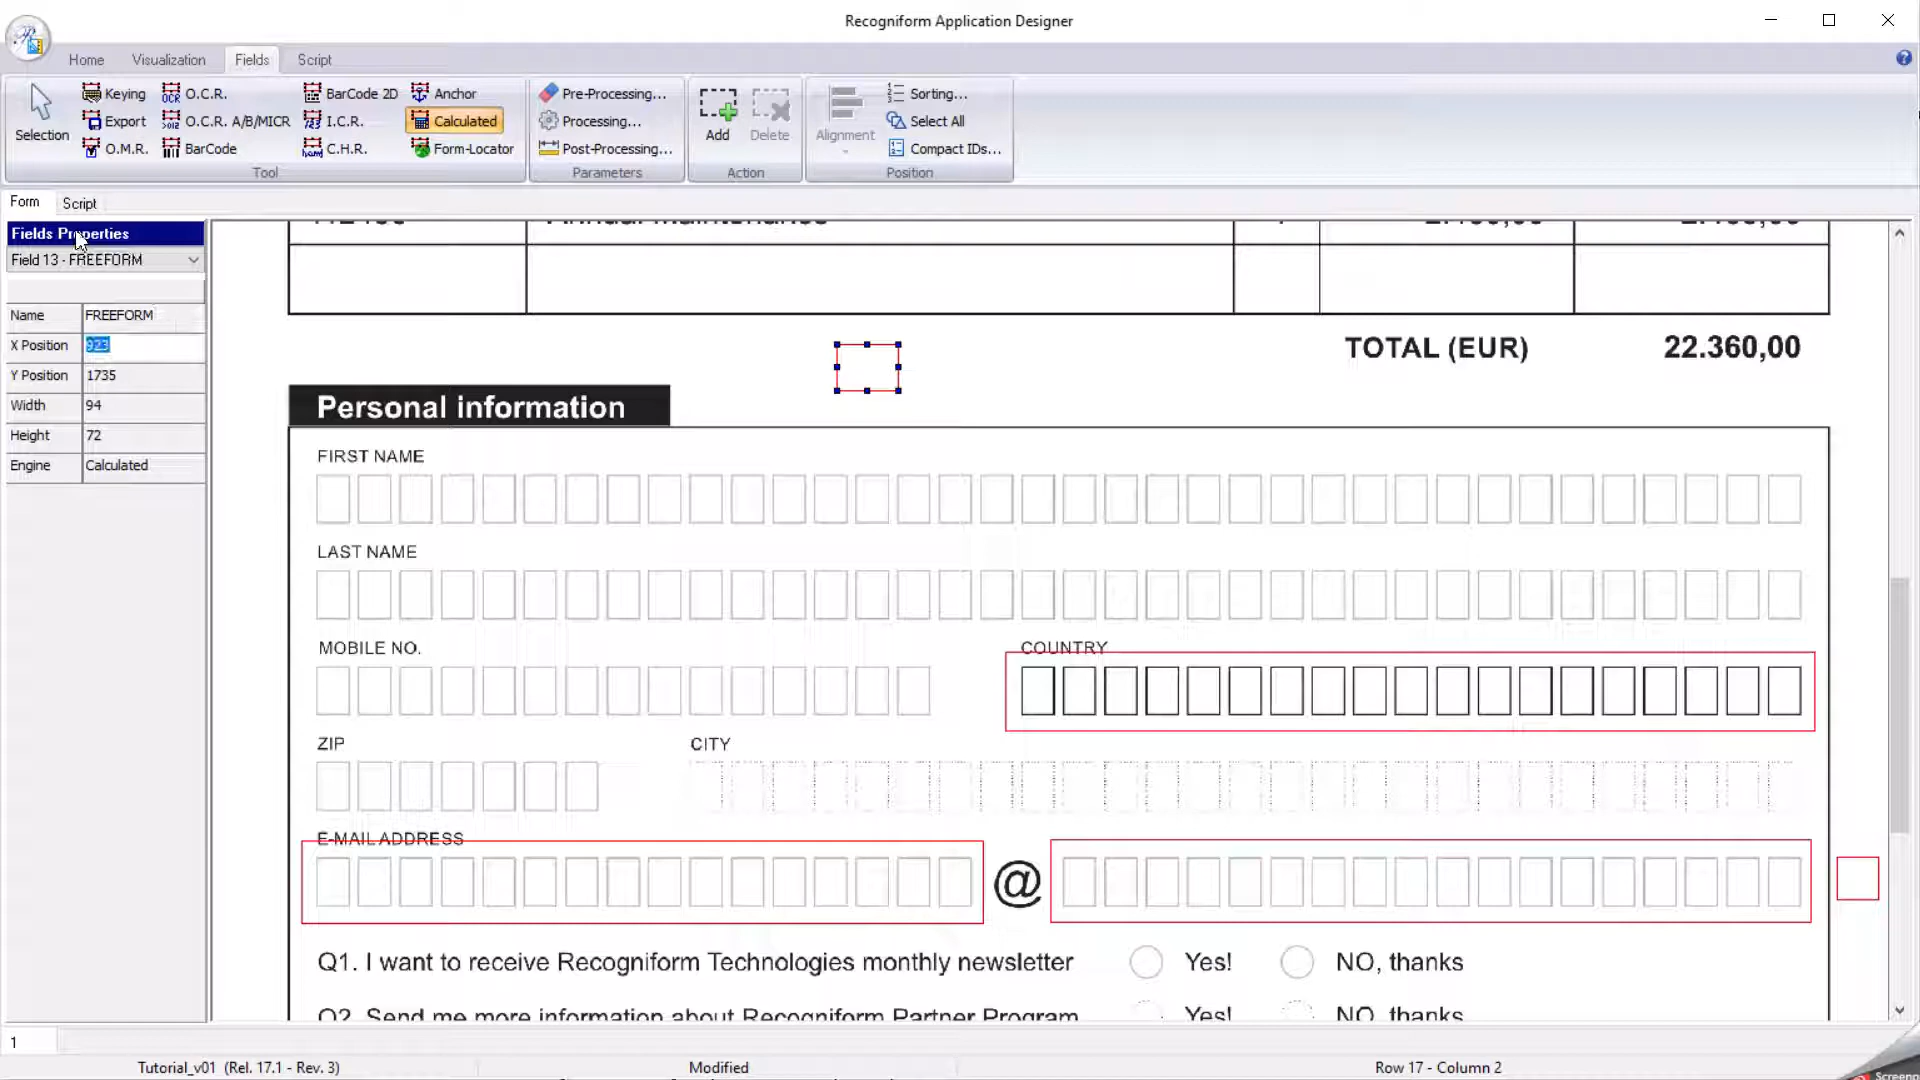 Recogniform Application Designer
Home Visualization Fields Script
Selection
Keying
Export
O.M.R.
O.C.R.
O.C.R. A/B/MICR
BarCode
BarCode 2D
I.C.R.
C.H.R.
Anchor
Calculated
Form-Locator
Tool
Pre-Processing...
Processing...
Post-Processing...
Parameters
Add
Delete
Action
Alignment
Sorting...
Select All
Compact IDs...
Position
Form Script
Fields Properties
Field 13 - FREEFORM
Name FREEFORM
X Position 923
Y Position 1735
Width 94
Height 72
Engine Calculated
Annual Maintenance
TOTAL (EUR) 22.360,00
Personal information
FIRST NAME
LAST NAME
MOBILE NO. COUNTRY
ZIP CITY
E-MAIL ADDRESS
@
Q1. I want to receive Recogniform Technologies monthly newsletter Yes! NO, thanks
Q2. Send me more information about Recogniform Partner Program Yes! NO, thanks
1
Tutorial_v01 (Rel. 17.1 - Rev. 3) Modified Row 17 - Column 2